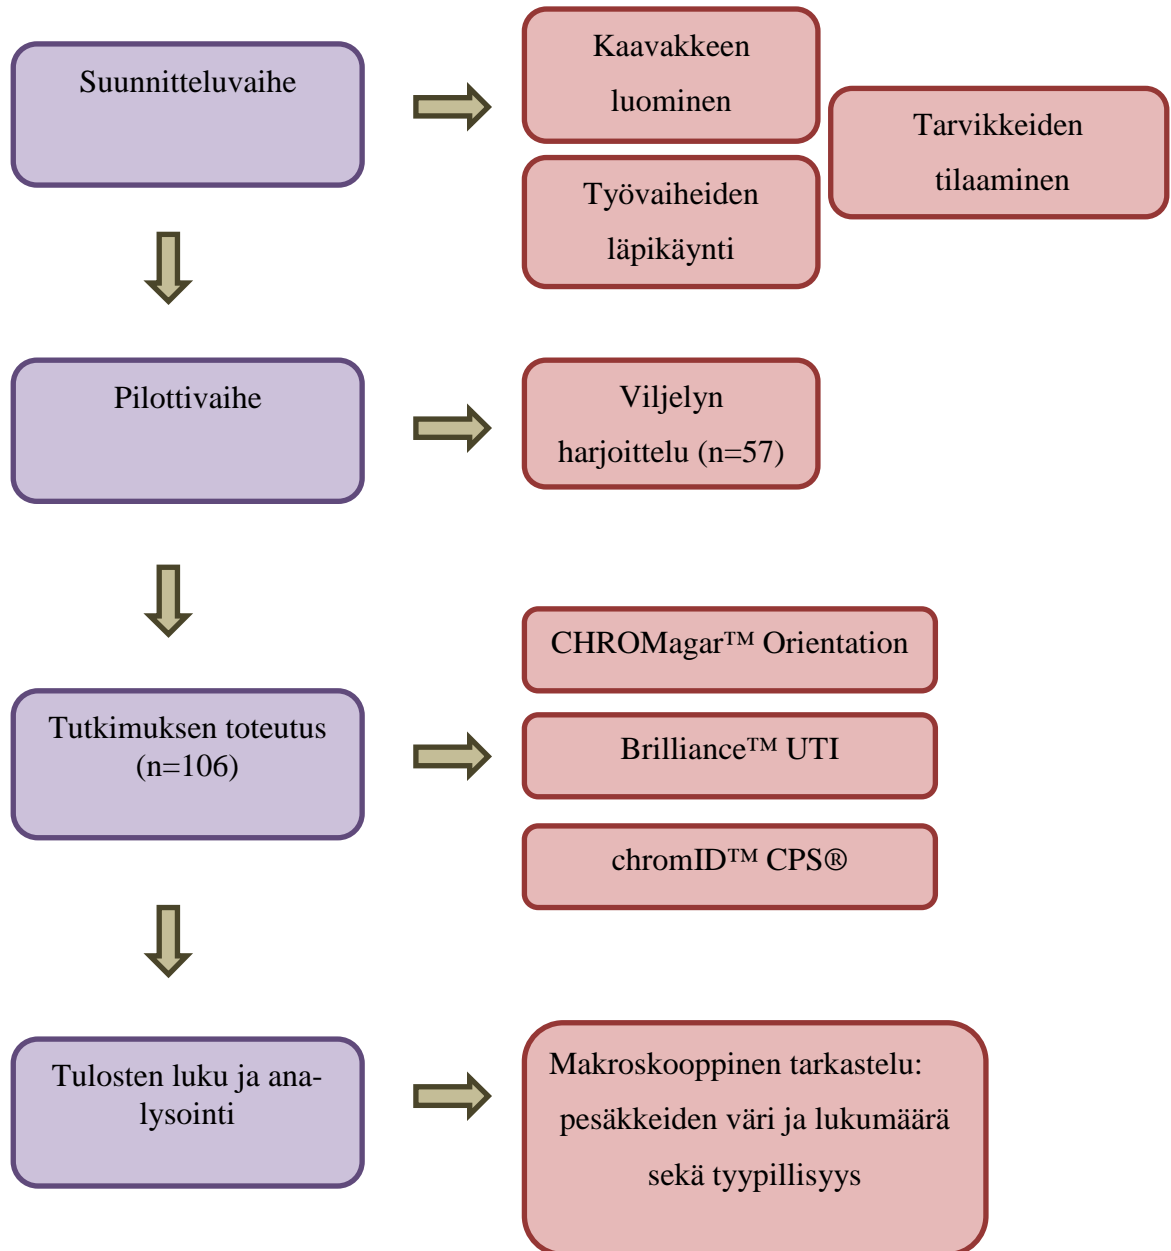 Suunnitteluvaihe
Kaavakkeen
luominen
Tarvikkeiden
tilaaminen
Työvaiheiden
läpikäynti
Pilottivaihe
Viljelyn
harjoittelu (n=57)
Tutkimuksen toteutus
(n=106)
CHROMagar™ Orientation
Brilliance™ UTI
chromID™ CPS®
Tulosten luku ja ana-
lysointi
Makroskooppinen tarkastelu:
pesäkkeiden väri ja lukumäärä
sekä tyypillisyys